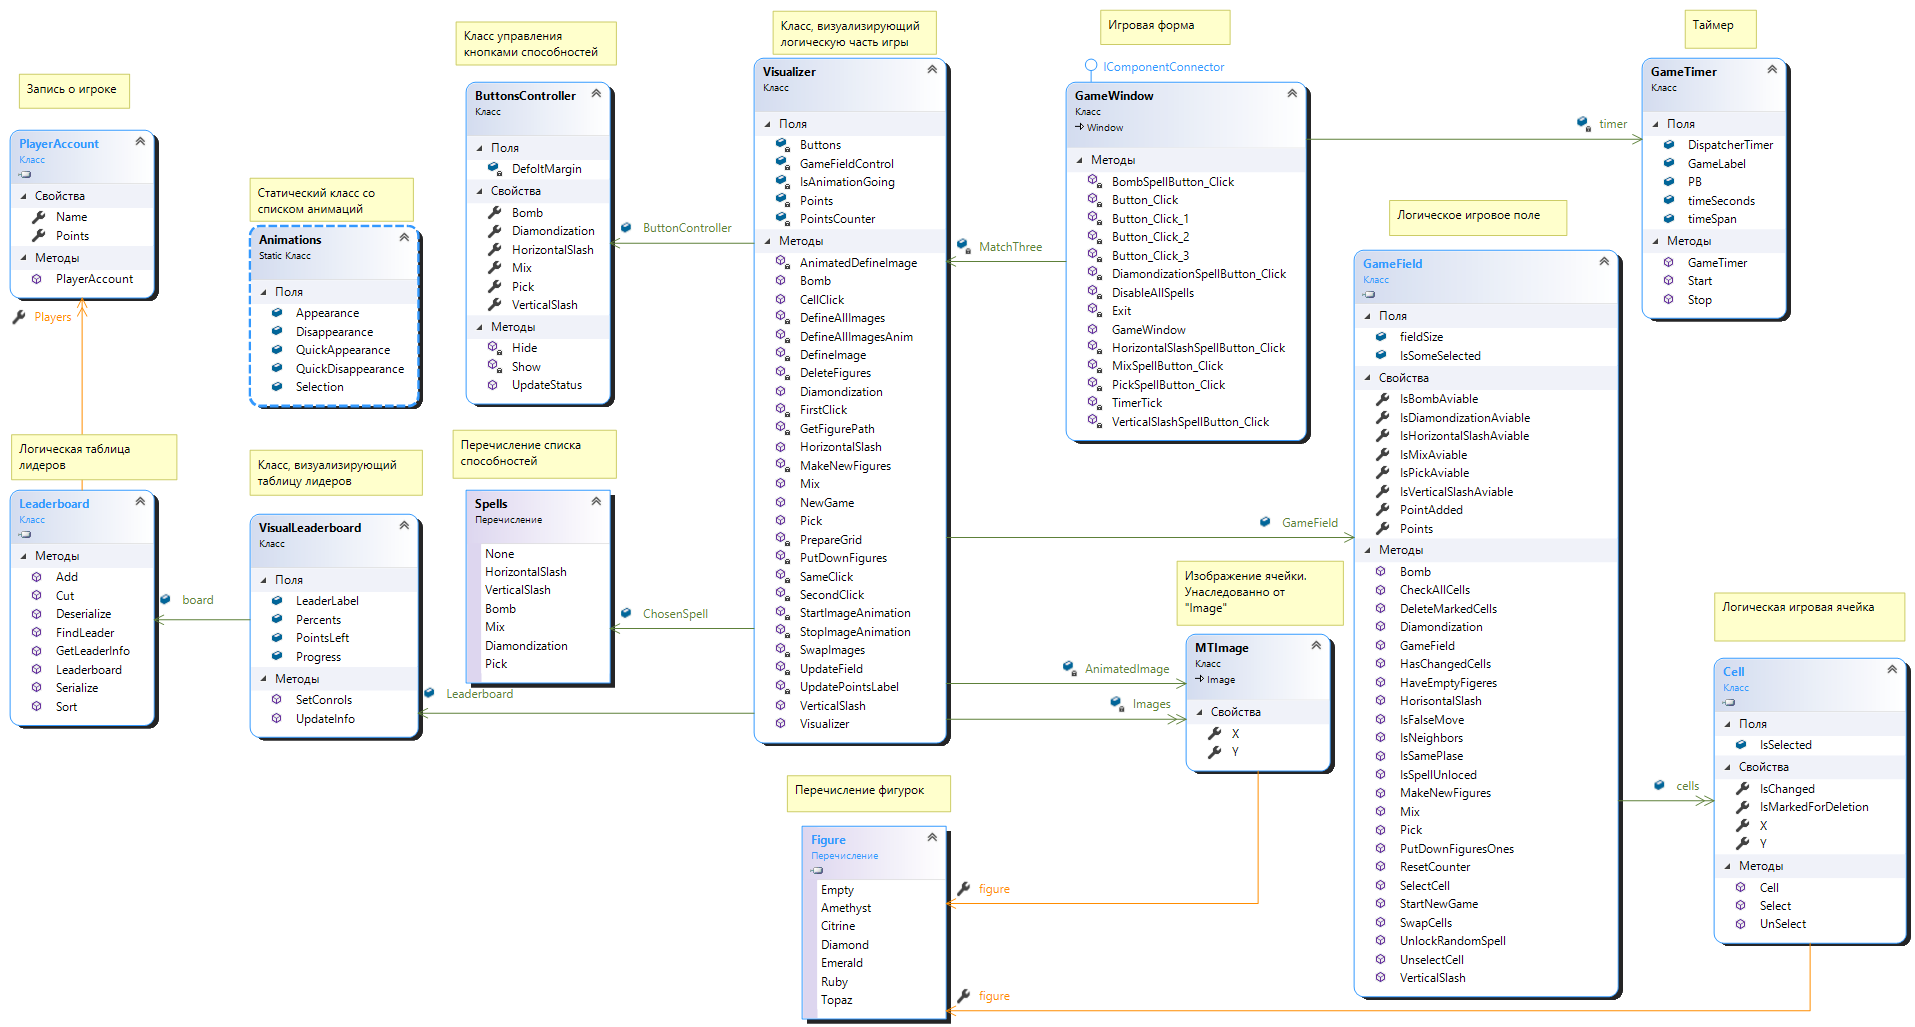 Запись о игроке
PlayerAccount
Класс
Свойства
Name
Points
Методы
PlayerAccount
Players
Логическая таблица
лидеров
Leaderboard
Класс
Методы
Add
Cut
Deserialize
FindLeader
GetLeaderInfo
Leaderboard
Serialize
Sort
Статический класс со
списком анимаций
Animations
Static Класс
Поля
Appearance
Disappearance
QuickAppearance
QuickDisappearance
Selection
Класс, визуализирующий
таблицу лидеров
VisualLeaderboard
Класс
Поля
LeaderLabel
Percents
PointsLeft
Progress
Методы
SetConrols
UpdateInfo
board
Класс управления
кнопками способностей
ButtonsController
Класс
Поля
DefoltMargin
Свойства
Bomb
Diamondization
HorizontalSlash
Mix
Pick
VerticalSlash
Методы
Hide
Show
UpdateStatus
Перечисление списка
способностей
Spells
Перечисление
None
HorizontalSlash
VerticalSlash
Bomb
Mix
Diamondization
Pick
ButtonController
ChosenSpell
Leaderboard
Класс, визуализирующий
логическую часть игры
Visualizer
Класс
Поля
Buttons
GameFieldControl
IsAnimationGoing
Points
PointsCounter
Методы
AnimatedDefineImage
Bomb
CellClick
DefineAllImages
DefineAllImagesAnim
DefineImage
DeleteFigures
Diamondization
FirstClick
GetFigurePath
HorizontalSlash
MakeNewFigures
Mix
NewGame
Pick
PrepareGrid
PutDownFigures
SameClick
SecondClick
StartImageAnimation
StopImageAnimation
SwapImages
UpdateField
UpdatePointsLabel
VerticalSlash
Visualizer
Перечисление фигурок
Figure
Перечисление
Empty
Amethyst
Citrine
Diamond
Emerald
Ruby
Topaz
figure
figure
MatchThree
Игровая форма
IComponentConnector
GameWindow
Класс
Window
Методы
BombSpellButton_Click
Button_Click
Button_Click_1
Button_Click_2
Button_Click_3
DiamondizationSpellButton_Click
DisableAllSpells
Exit
GameWindow
HorizontalSlashSpellButton_Click
MixSpellButton_Click
PickSpellButton_Click
TimerTick
VerticalSlashSpellButton_Click
GameField
Изображение ячейки.
Унаследованно от
"Image"
MTImage
Класс
Image
Свойства
X
Y
AnimatedImage
Images
timer
Таймер
GameTimer
Класс
Поля
DispatcherTimer
GameLabel
PB
timeSeconds
timeSpan
Методы
GameTimer
Start
Stop
Логическое игровое поле
GameField
Класс
Поля
fieldSize
IsSomeSelected
Свойства
IsBombAviable
IsDiamondizationAviable
IsHorizontalSlashAviable
IsMixAviable
IsPickAviable
IsVerticalSlashAviable
PointAdded
Points
Методы
Bomb
CheckAllCells
DeleteMarkedCells
Diamondization
GameField
HasChangedCells
HaveEmptyFigeres
HorisontalSlash
IsFalseMove
IsNeighbors
IsSamePlase
IsSpellUnloced
MakeNewFigures
Mix
Pick
PutDownFiguresOnes
ResetCounter
SelectCell
StartNewGame
SwapCells
UnlockRandomSpell
UnselectCell
VerticalSlash
cells
Логическая игровая ячейка
Cell
Класс
Поля
IsSelected
Свойства
IsChanged
IsMarkedForDeletion
X
Y
Методы
Cell
Select
UnSelect